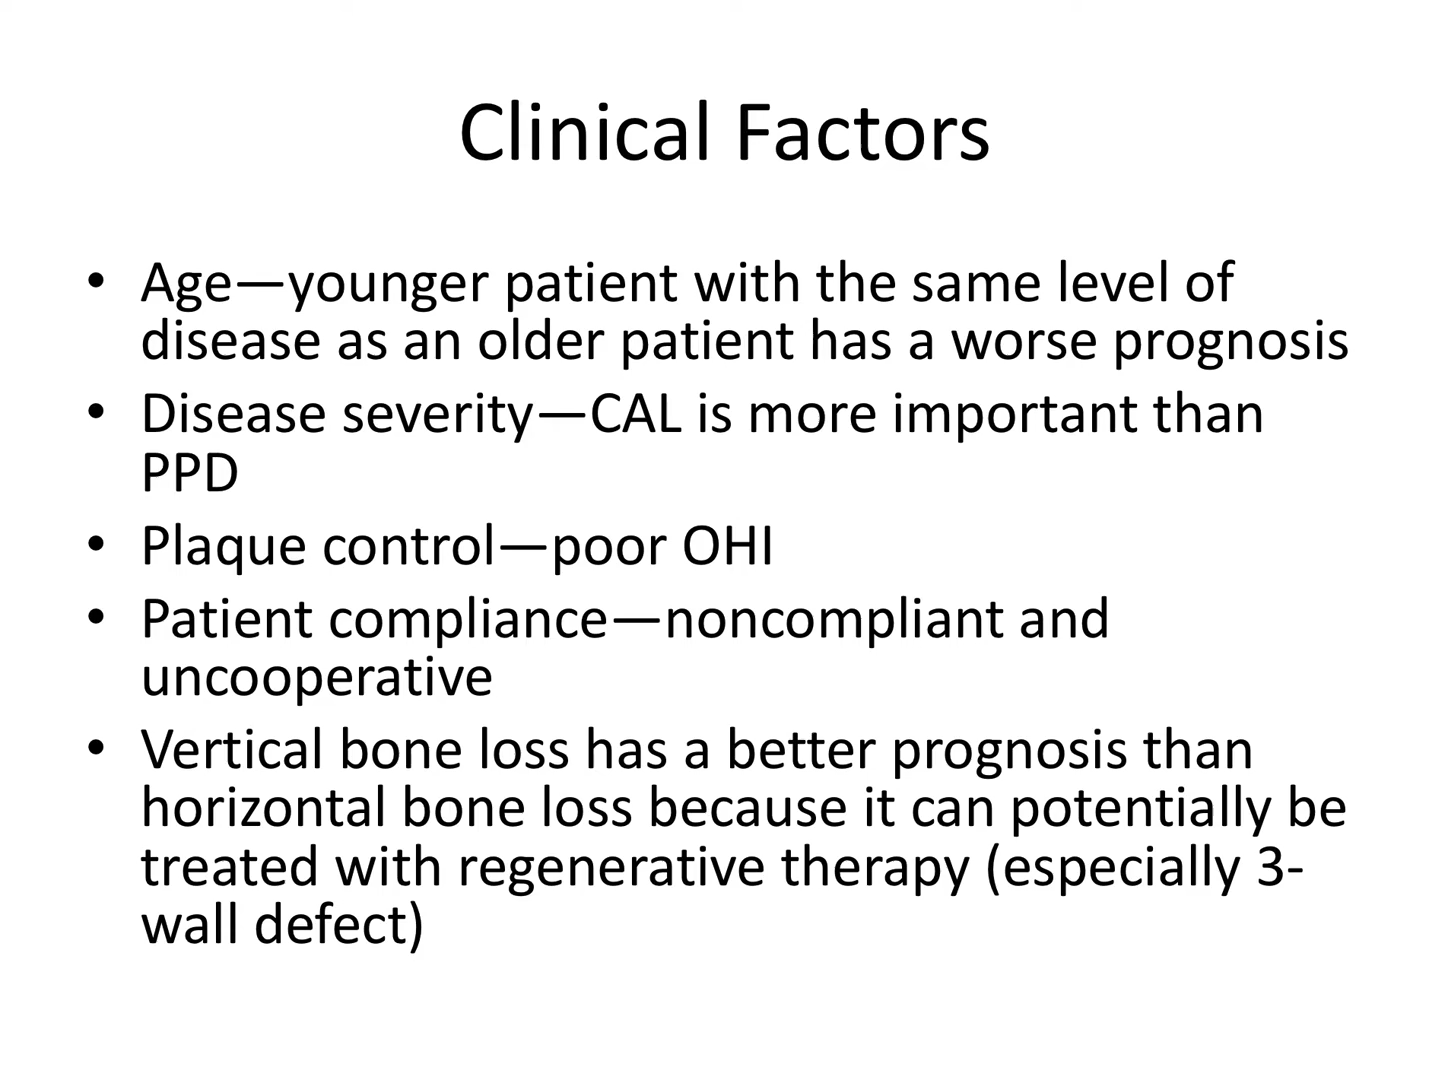 Clinical Factors
• Age—younger patient with the same level of
disease as an older patient has a worse prognosis
• Disease severity—CAL is more important than
PPD
• Plaque control—poor OHI
• Patient compliance—noncompliant and
uncooperative
• Vertical bone loss has a better prognosis than
horizontal bone loss because it can potentially be
treated with regenerative therapy (especially 3-
wall defect)